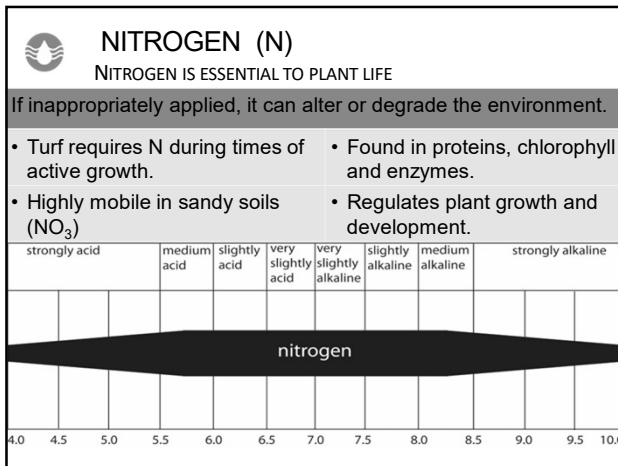 NITROGEN (N)
NITROGEN IS ESSENTIAL TO PLANT LIFE
If inappropriately applied, it can alter or degrade the environment.
• Turf requires N during times of
active growth.
• Highly mobile in sandy soils
(NO₃)
• Found in proteins, chlorophyll
and enzymes.
• Regulates plant growth and
development.
strongly acid
medium
acid
slightly
acid
very
slightly
acid
very
slightly
alkaline
slightly
alkaline
medium
alkaline
strongly alkaline
nitrogen
4.0 4.5 5.0 5.5 6.0 6.5 7.0 7.5 8.0 8.5 9.0 9.5 10.0